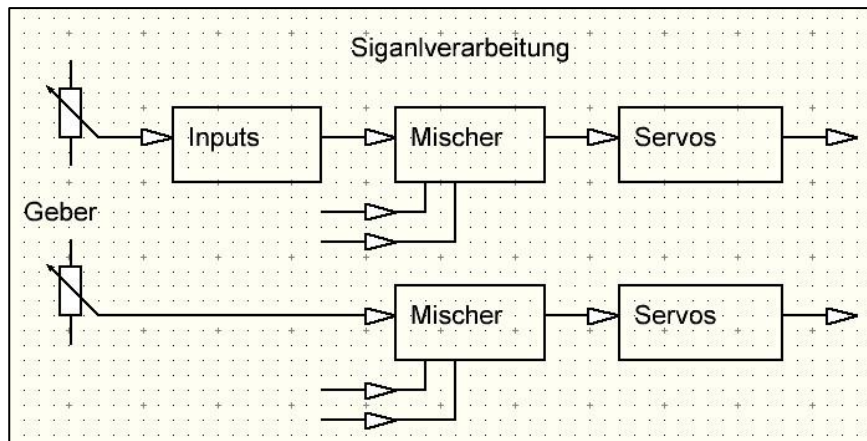 Siganlverarbeitung
Inputs
Mischer
Servos
Geber
Mischer
Servos